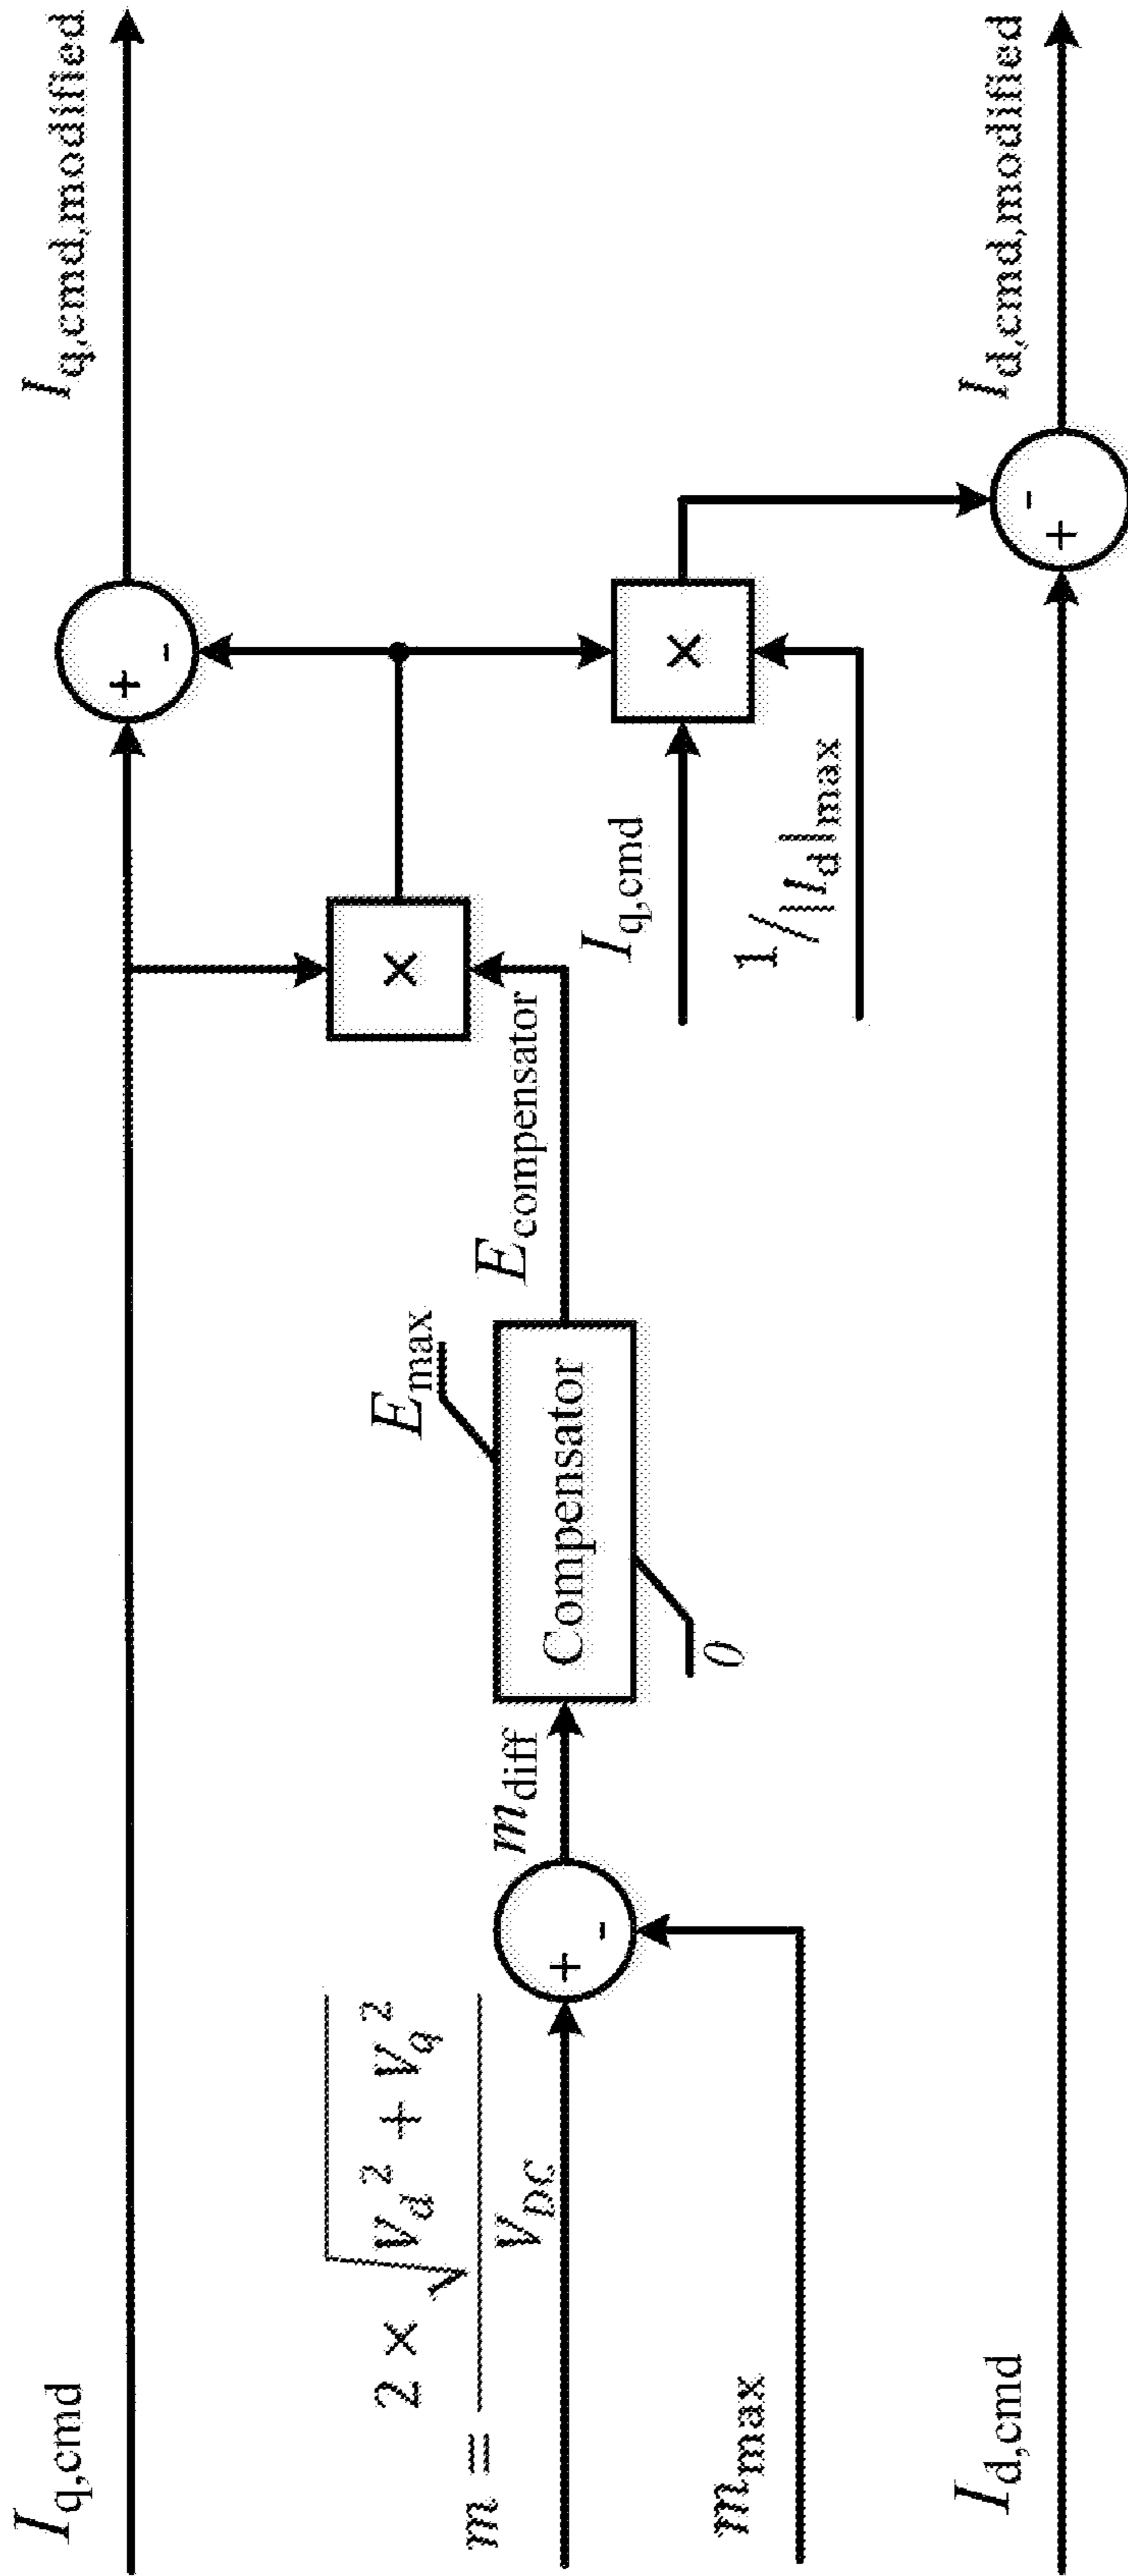 I_q,cmd
I_q,cmd,modified
+
-
m = 2 × √(V_d² + V_q²) / V_DC
+
-
m_diff
E_max
Compensator
0
E_compensator
×
m_max
I_q,cmd
×
1/|I_d|max
I_d,cmd
+
-
I_d,cmd,modified